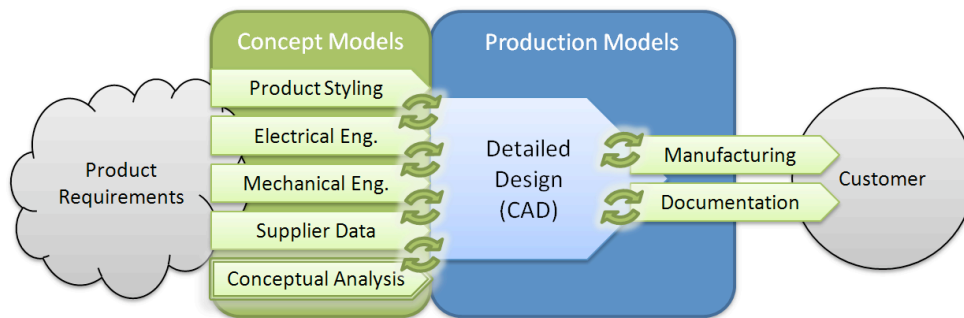 Concept Models
Production Models
Product Styling
Electrical Eng.
Mechanical Eng.
Supplier Data
Conceptual Analysis
Product
Requirements
Detailed
Design
(CAD)
Manufacturing
Documentation
Customer